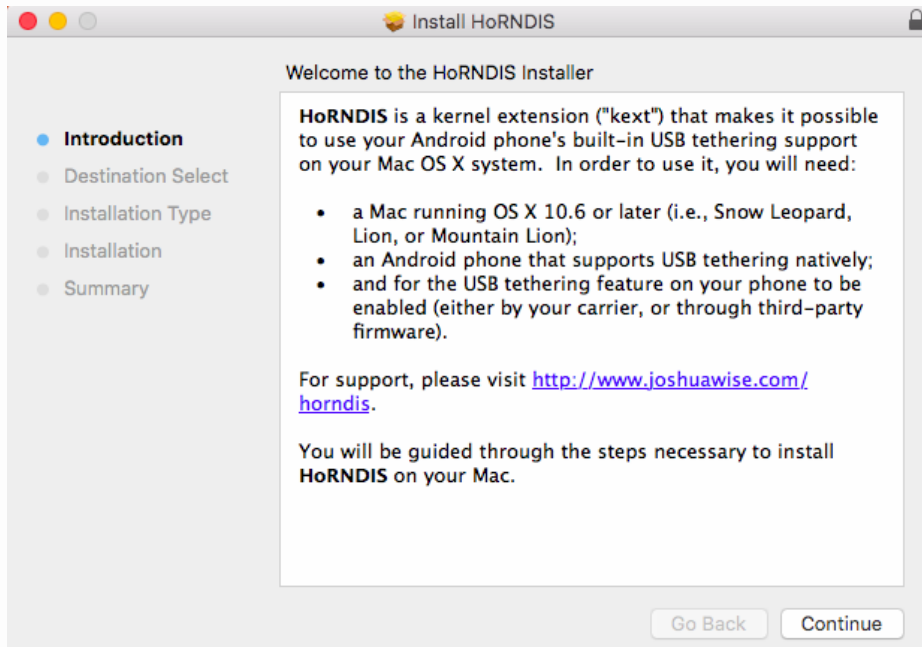 Install HoRNDIS
Welcome to the HoRNDIS Installer
Introduction
Destination Select
Installation Type
Installation
Summary
HoRNDIS is a kernel extension ("kext") that makes it possible
to use your Android phone's built-in USB tethering support
on your Mac OS X system.  In order to use it, you will need:
• a Mac running OS X 10.6 or later (i.e., Snow Leopard,
Lion, or Mountain Lion);
• an Android phone that supports USB tethering natively;
• and for the USB tethering feature on your phone to be
enabled (either by your carrier, or through third-party
firmware).
For support, please visit http://www.joshuawise.com/
horndis.
You will be guided through the steps necessary to install
HoRNDIS on your Mac.
Go Back
Continue